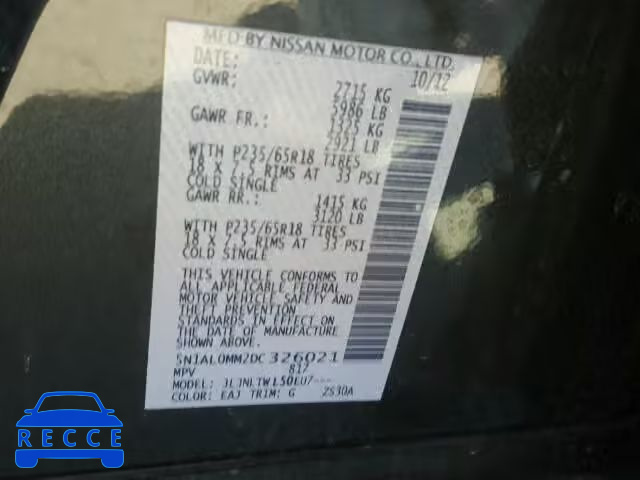 MFD BY NISSAN MOTOR CO., LTD.
DATE: 10/12
GVWR: 2715 KG
5986 LB
GAWR FR.: 1325 KG
2921 LB
WITH P235/65R18 TIRES
18 X 7.5 RIMS AT 33 PSI
COLD SINGLE
GAWR RR.: 1415 KG
3120 LB
WITH P235/65R18 TIRES
18 X 7.5 RIMS AT 33 PSI
COLD SINGLE
THIS VEHICLE CONFORMS TO
ALL APPLICABLE FEDERAL
MOTOR VEHICLE SAFETY AND
THEFT PREVENTION
STANDARDS IN EFFECT ON
THE DATE OF MANUFACTURE
SHOWN ABOVE.
5N1AL0MM2DC326021
MPV 817
MODEL: JLJNLTWL50EU7---
COLOR: EAJ TRIM: G 2S30A
RECCE